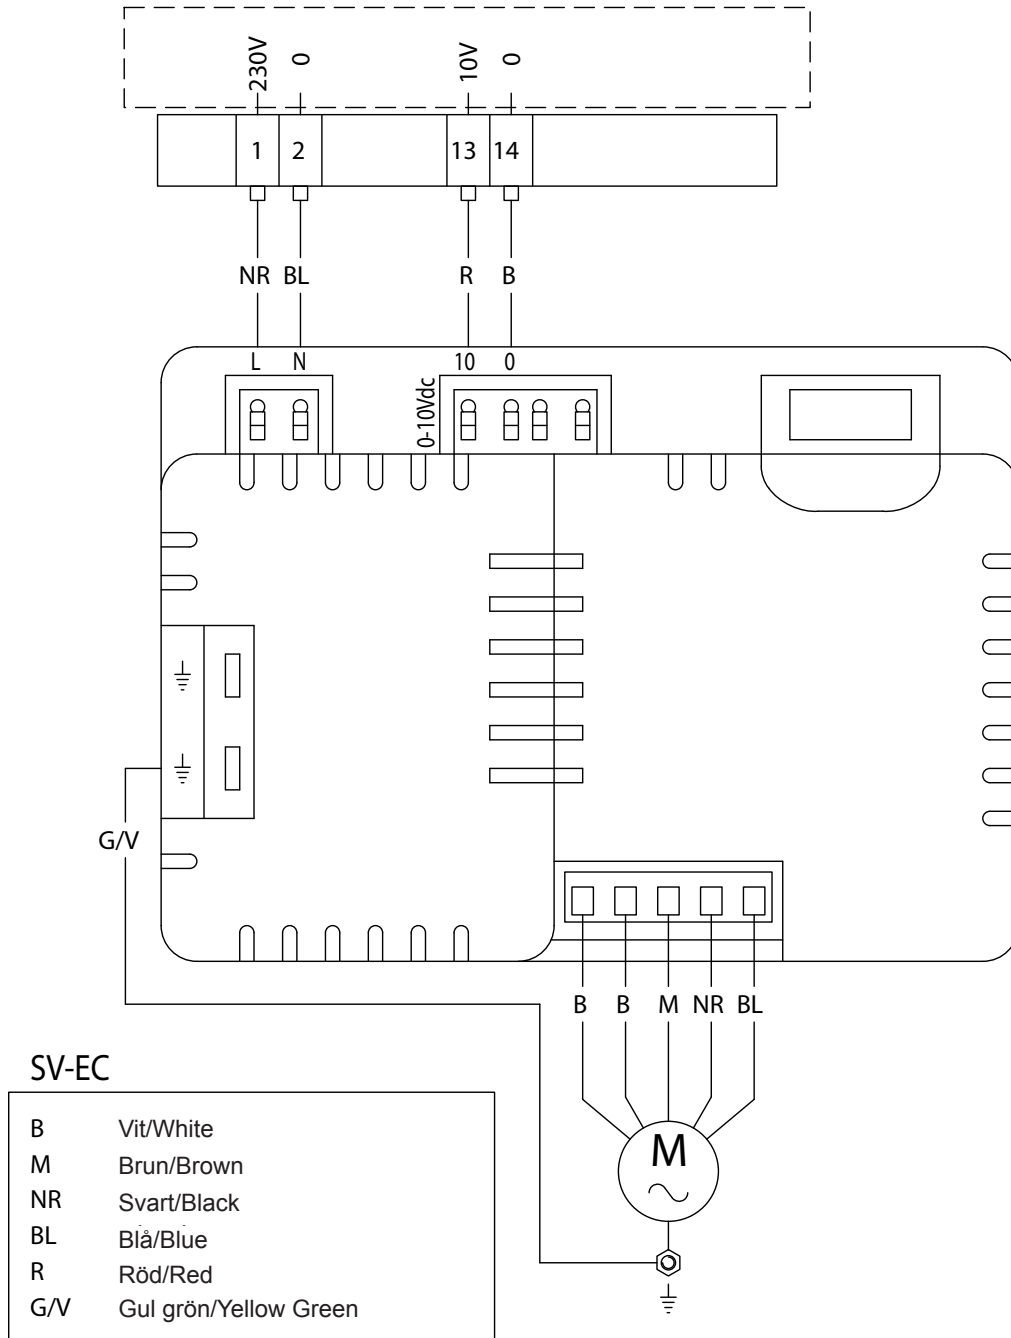 230V 0 10V 0
1 2 13 14
NR BL R B
L N 10 0
0-10Vdc
G/V
B B M NR BL
M
SV-EC
B Vit/White
M Brun/Brown
NR Svart/Black
BL Blå/Blue
R Röd/Red
G/V Gul grön/Yellow Green